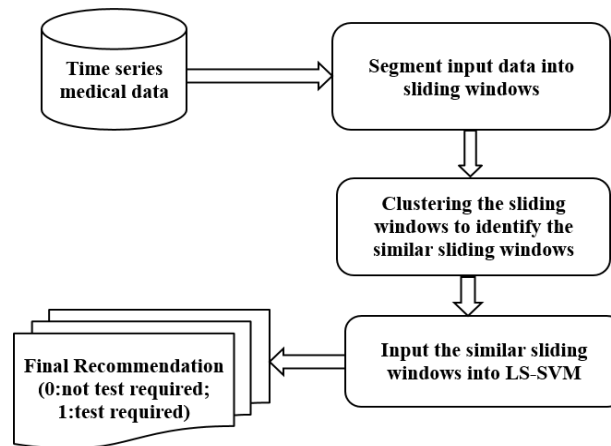 Time series
medical data
Segment input data into
sliding windows
Clustering the sliding
windows to identify the
similar sliding windows
Input the similar sliding
windows into LS-SVM
Final Recommendation
(0:not test required;
1:test required)